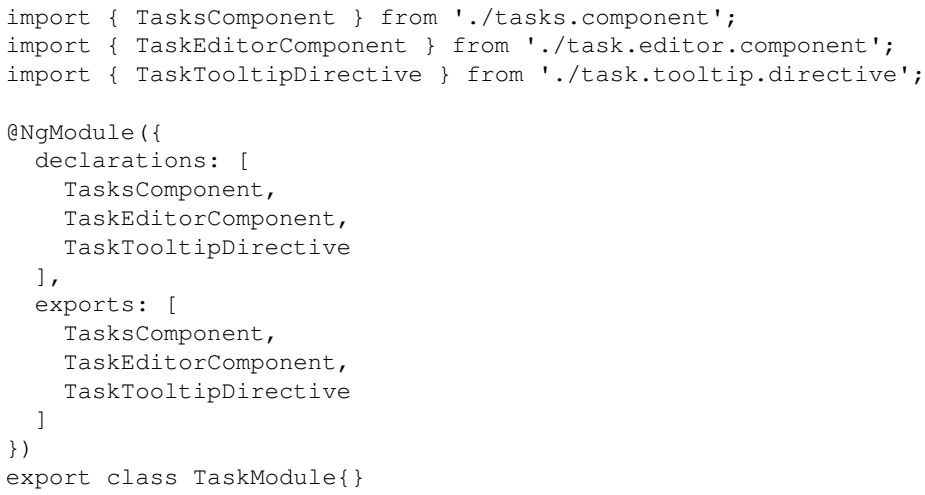 import { TasksComponent } from './tasks.component';
import { TaskEditorComponent } from './task.editor.component';
import { TaskTooltipDirective } from './task.tooltip.directive';

@NgModule({
  declarations: [
    TasksComponent,
    TaskEditorComponent,
    TaskTooltipDirective
  ],
  exports: [
    TasksComponent,
    TaskEditorComponent,
    TaskTooltipDirective
  ]
})
export class TaskModule{}